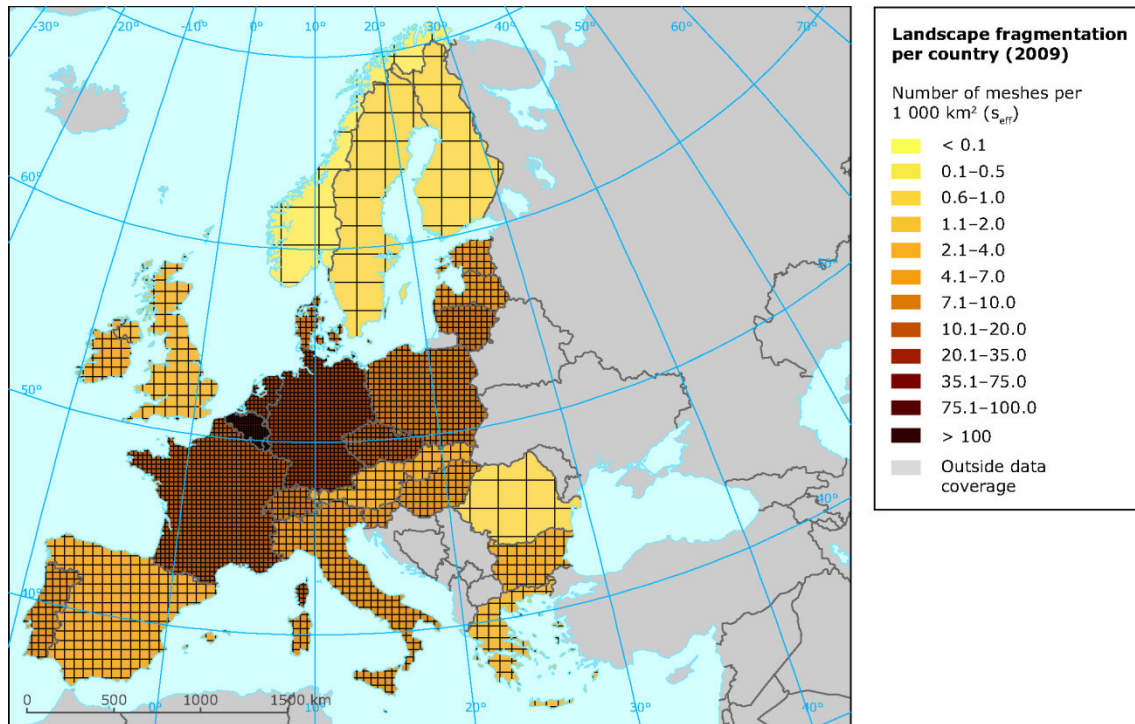 -30° -20° -10° 0° 10° 20° 30° 40° 50° 60° 70°
60°
50°
50°
40°
40°
0 500 1000 1500 km
0° 10° 20° 30° 40°
Landscape fragmentation
per country (2009)
Number of meshes per
1 000 km² (s_eff)
< 0.1
0.1–0.5
0.6–1.0
1.1–2.0
2.1–4.0
4.1–7.0
7.1–10.0
10.1–20.0
20.1–35.0
35.1–75.0
75.1–100.0
> 100
Outside data
coverage